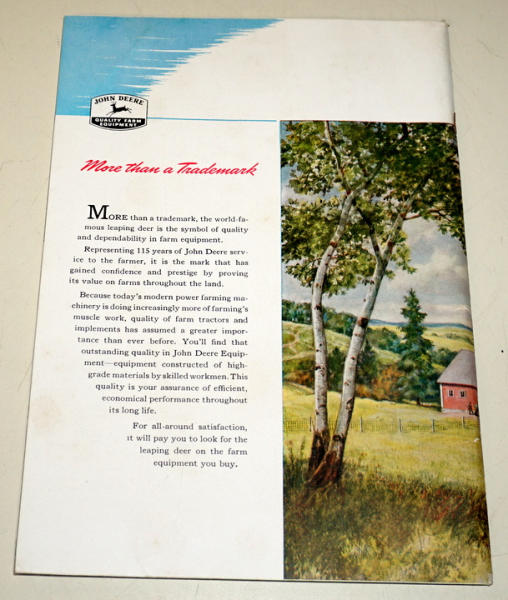 JOHN DEERE
QUALITY FARM
EQUIPMENT
More than a Trademark
MORE than a trademark, the world-fa-
mous leaping deer is the symbol of quality
and dependability in farm equipment.
Representing 115 years of John Deere serv-
ice to the farmer, it is the mark that has
gained confidence and prestige by proving
its value on farms throughout the land.
Because today's modern power farming ma-
chinery is doing increasingly more of farming's
muscle work, quality of farm tractors and
implements has assumed a greater impor-
tance than ever before. You'll find that
outstanding quality in John Deere Equip-
ment—equipment constructed of high-
grade materials by skilled workmen. This
quality is your assurance of efficient,
economical performance throughout
its long life.
For all-around satisfaction,
it will pay you to look for the
leaping deer on the farm
equipment you buy.